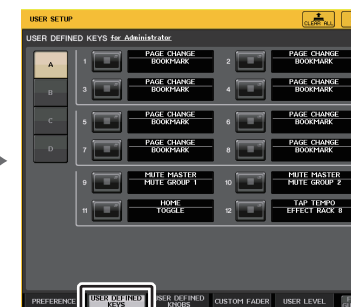 USER SETUP
CLEAR ALL
USER DEFINED KEYS for Administrator
A
1 PAGE CHANGE BOOKMARK
2 PAGE CHANGE BOOKMARK
B
3 PAGE CHANGE BOOKMARK
4 PAGE CHANGE BOOKMARK
C
5 PAGE CHANGE BOOKMARK
6 PAGE CHANGE BOOKMARK
D
7 PAGE CHANGE BOOKMARK
8 PAGE CHANGE BOOKMARK
9 MUTE MASTER MUTE GROUP 1
10 MUTE MASTER MUTE GROUP 2
11 HOME TOGGLE
12 TAP TEMPO EFFECT RACK 8
PREFERENCE
USER DEFINED KEYS
USER DEFINED KNOBS
CUSTOM FADER
USER LEVEL